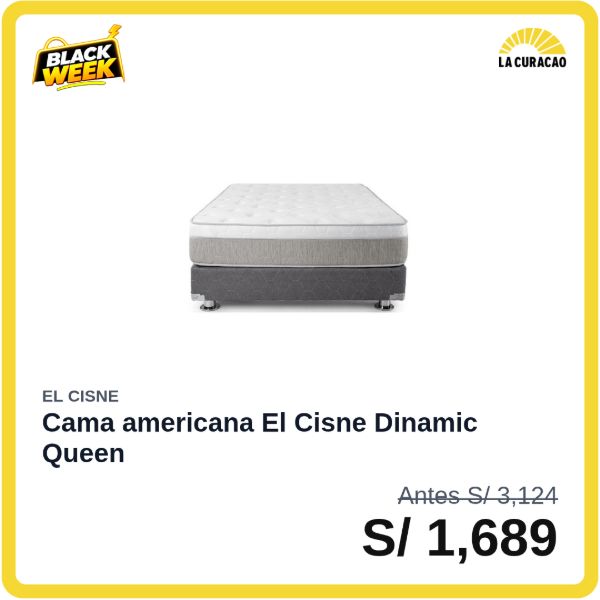 BLACK
WEEK
LA CURACAO
EL CISNE
Cama americana El Cisne Dinamic
Queen
Antes S/ 3,124
S/ 1,689